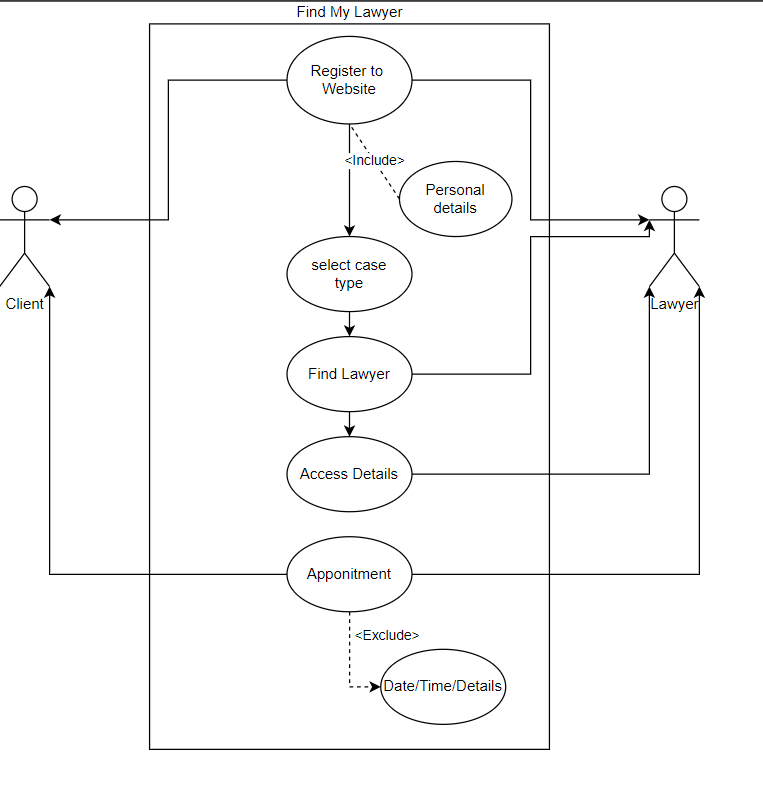 Find My Lawyer
Register to
Website
<Include>
Personal
details
select case
type
Client
Lawyer
Find Lawyer
Access Details
Apponitment
<Exclude>
Date/Time/Details